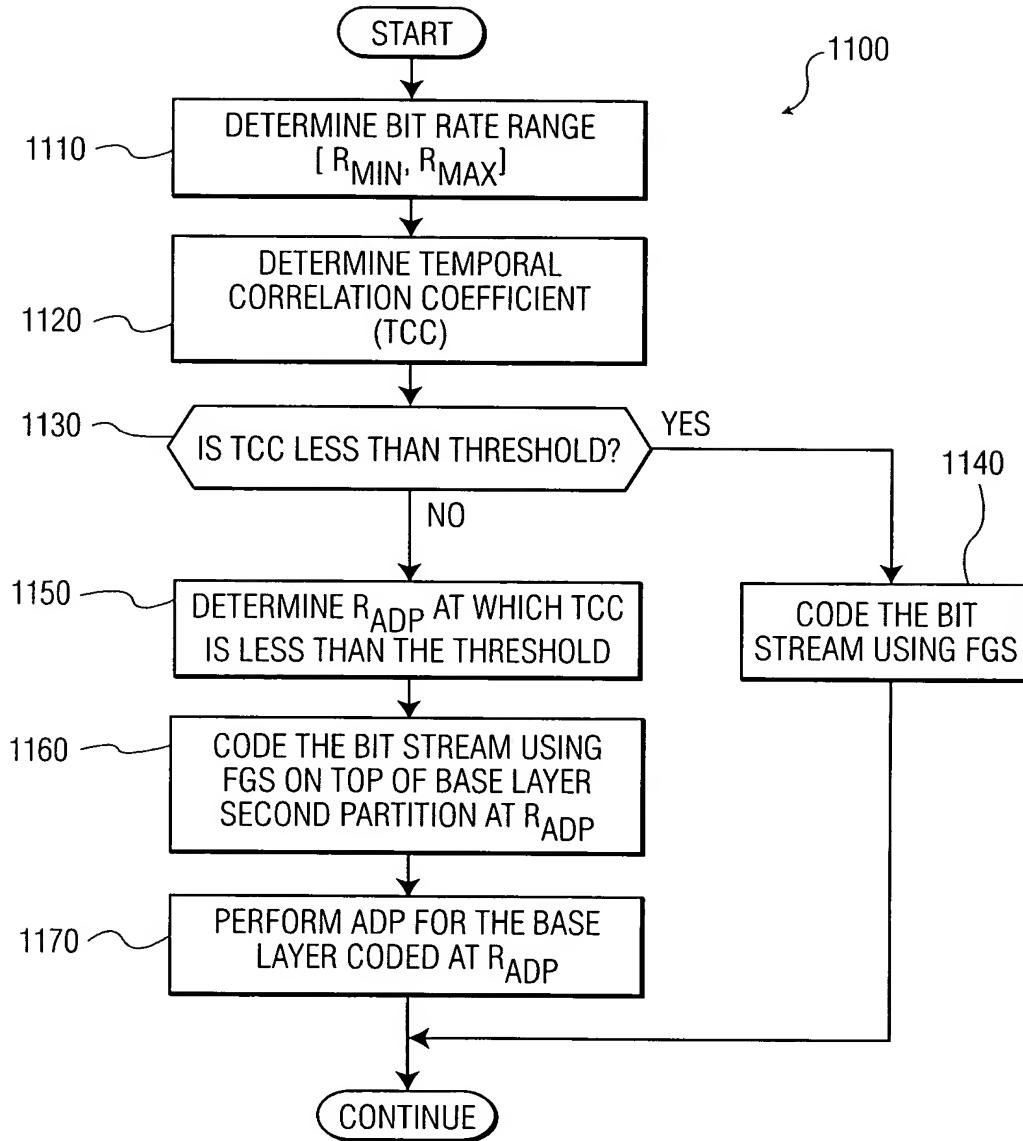 START
1100
1110
DETERMINE BIT RATE RANGE
[ RMIN, RMAX]
DETERMINE TEMPORAL
CORRELATION COEFFICIENT
(TCC)
1120
1130
IS TCC LESS THAN THRESHOLD?
YES
NO
1140
1150
DETERMINE RADP AT WHICH TCC
IS LESS THAN THE THRESHOLD
CODE THE BIT
STREAM USING FGS
1160
CODE THE BIT STREAM USING
FGS ON TOP OF BASE LAYER
SECOND PARTITION AT RADP
1170
PERFORM ADP FOR THE BASE
LAYER CODED AT RADP
CONTINUE